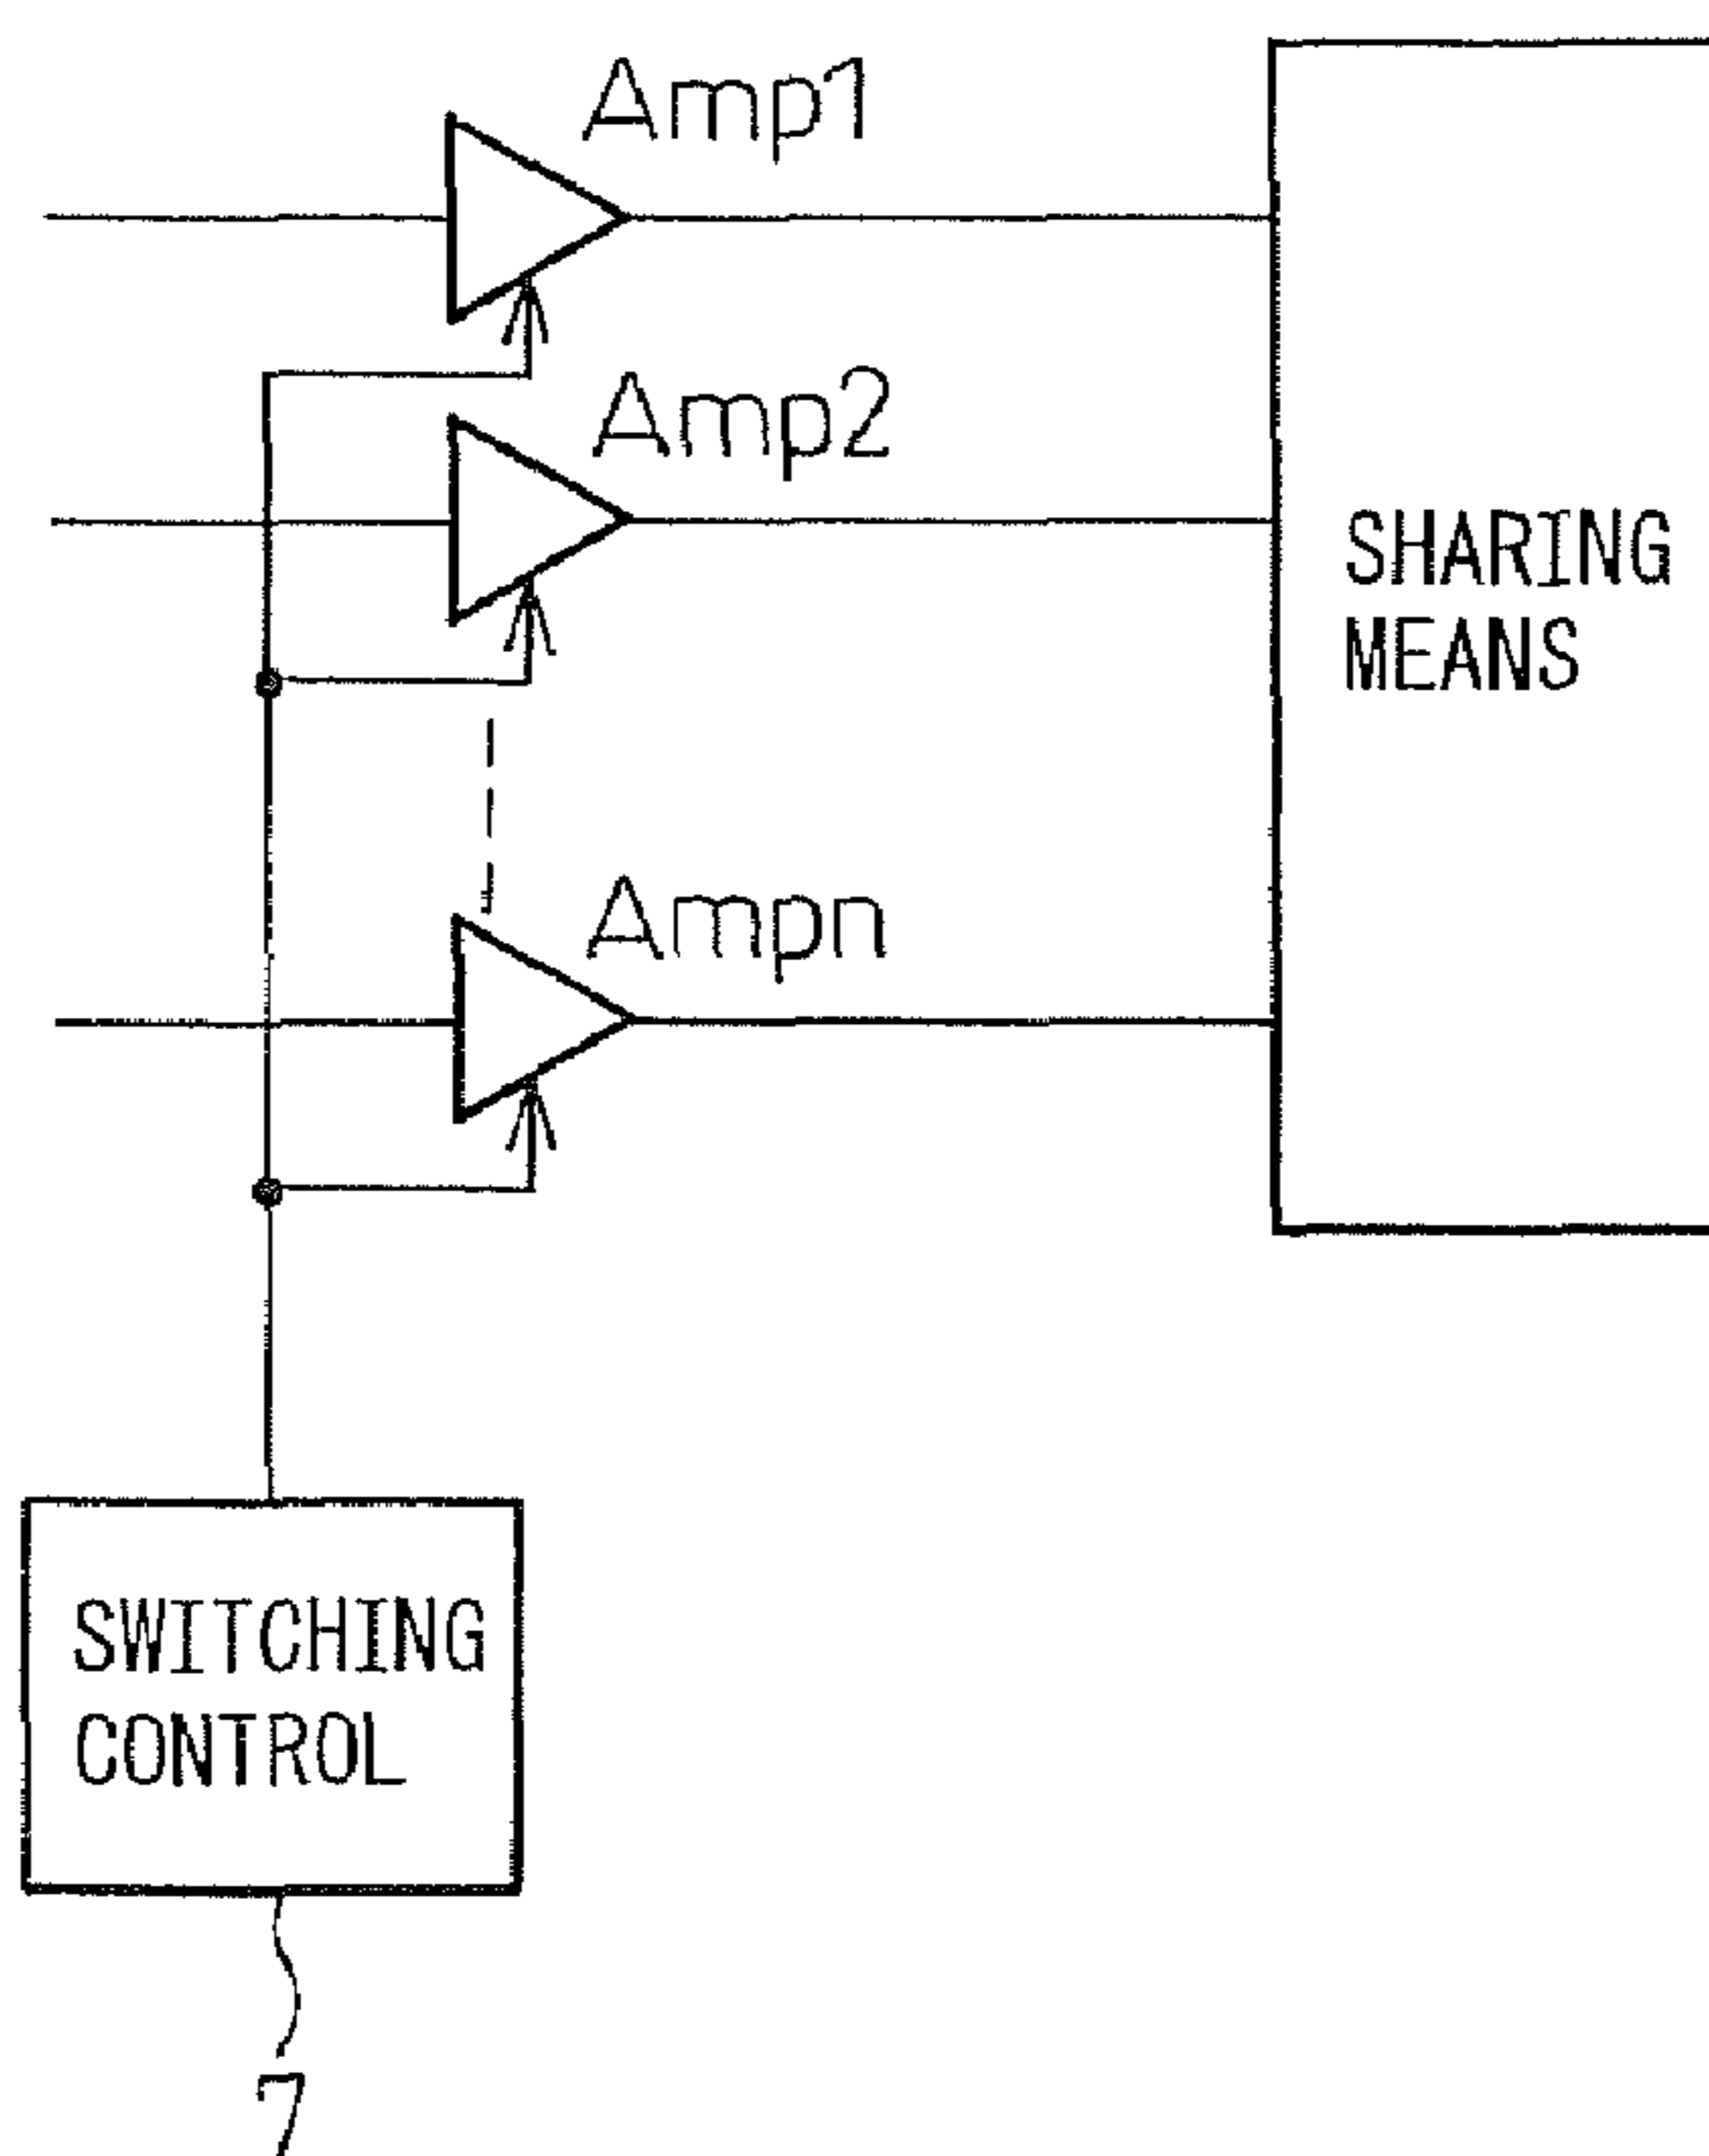 Amp1
Amp2
SHARING
MEANS
Ampn
SWITCHING
CONTROL
7